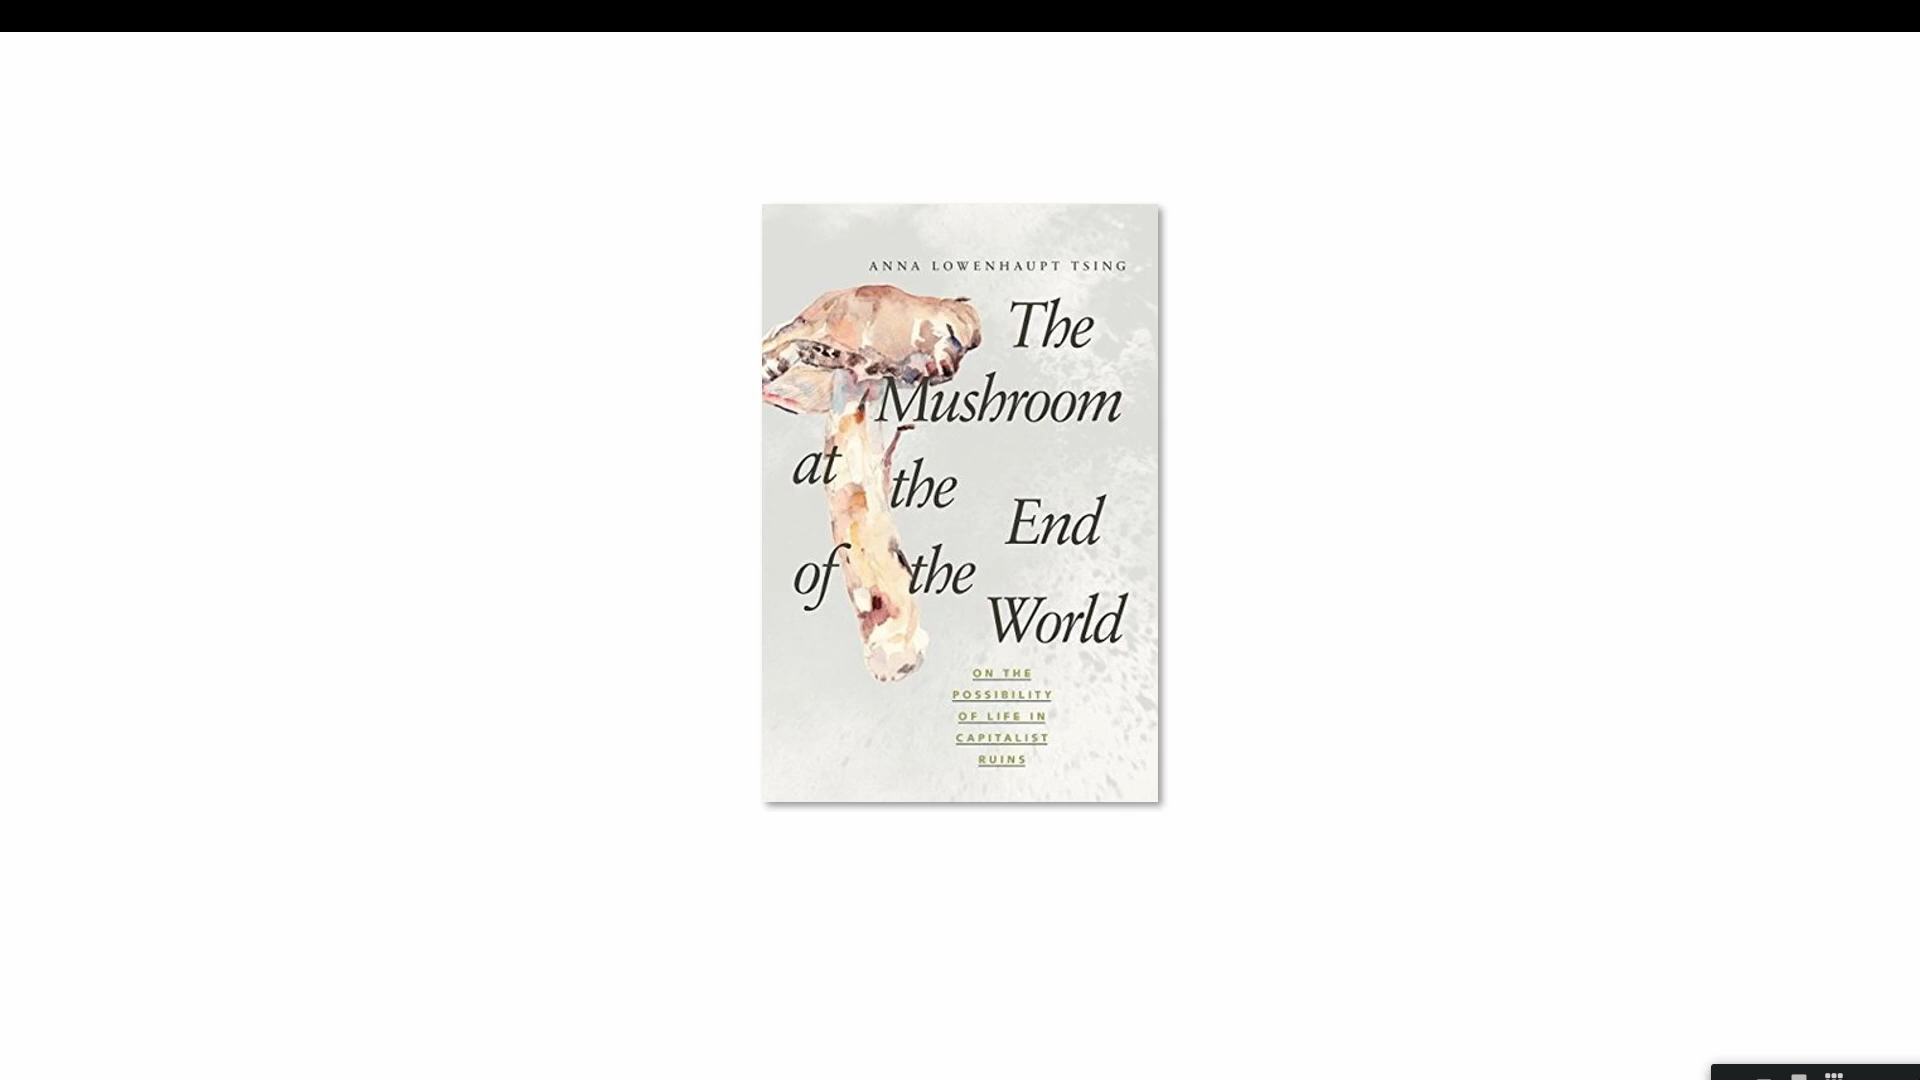 ANNA LOWENHAUPT TSING
The
Mushroom
at the
End
of the
World
ON THE
POSSIBILITY
OF LIFE IN
CAPITALIST
RUINS